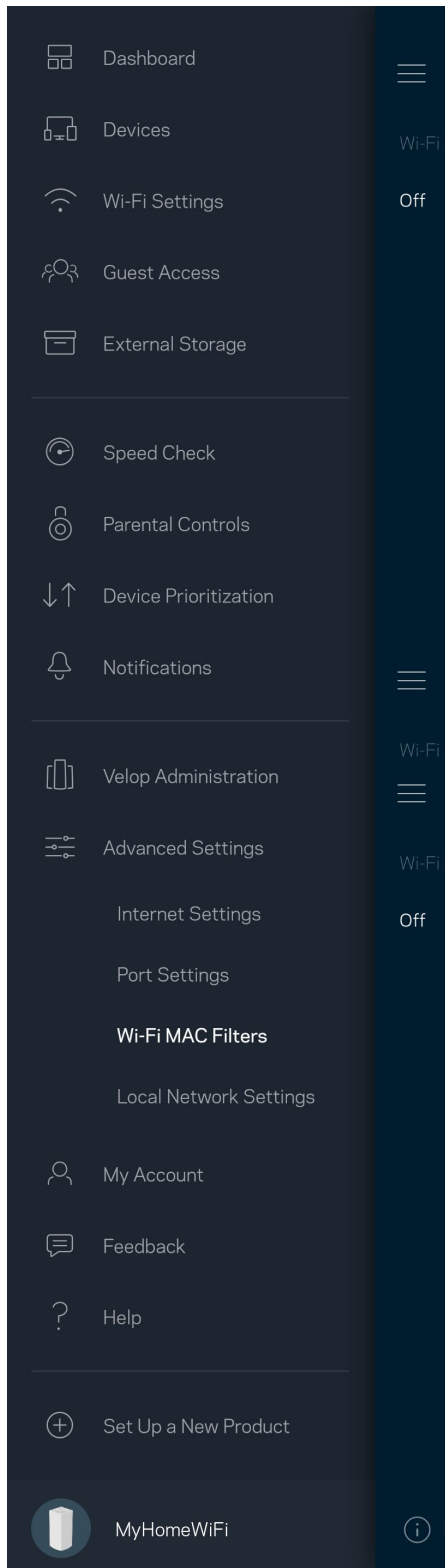 Dashboard
Devices
Wi-Fi Settings
Guest Access
External Storage
Speed Check
Parental Controls
Device Prioritization
Notifications
Velop Administration
Advanced Settings
Internet Settings
Port Settings
Wi-Fi MAC Filters
Local Network Settings
My Account
Feedback
Help
Set Up a New Product
MyHomeWiFi
Wi-Fi
Off
Wi-Fi
Wi-Fi
Off